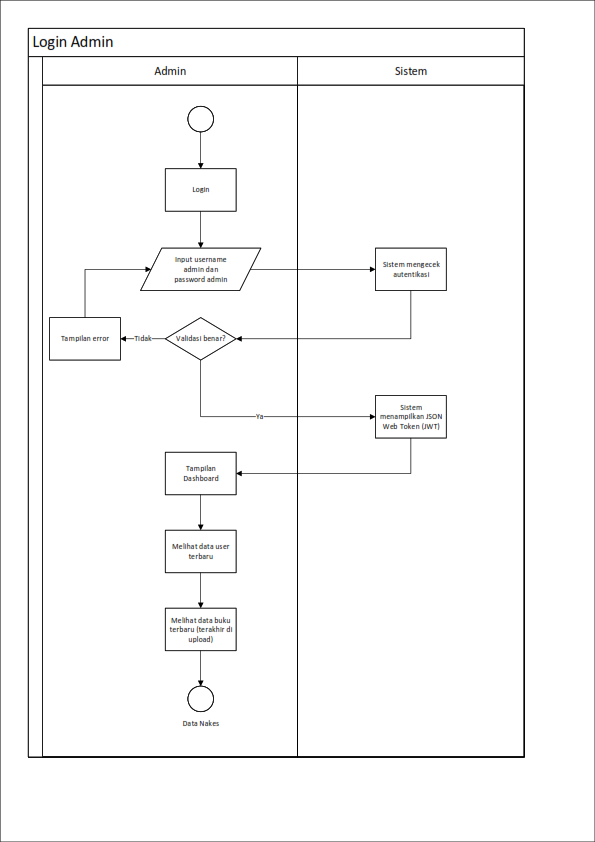 Login Admin
Admin
Sistem
Login
Input username
admin dan
password admin
Sistem mengecek
autentikasi
Tampilan error
Tidak
Validasi benar?
Ya
Sistem
menampilkan JSON
Web Token (JWT)
Tampilan
Dashboard
Melihat data user
terbaru
Melihat data buku
terbaru (terakhir di
upload)
Data Nakes